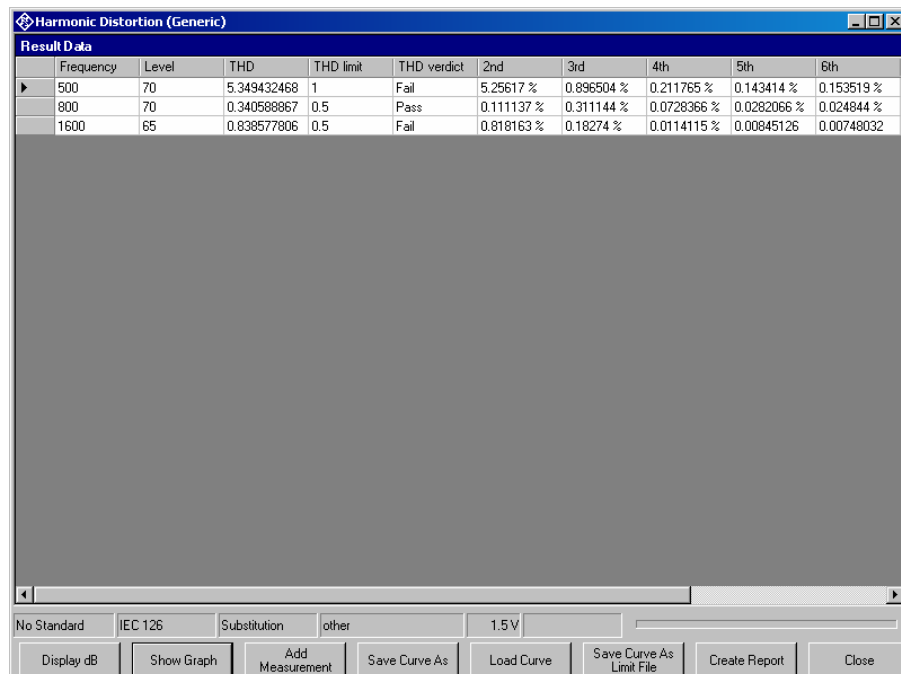 Harmonic Distortion (Generic)
Result Data
Frequency Level THD THD limit THD verdict 2nd 3rd 4th 5th 6th
500 70 5.349432468 1 Fail 5.25617 % 0.896504 % 0.211765 % 0.143414 % 0.153519 %
800 70 0.340588867 0.5 Pass 0.111137 % 0.311144 % 0.0728366 % 0.0282066 % 0.024844 %
1600 65 0.838577806 0.5 Fail 0.818163 % 0.18274 % 0.0114115 % 0.00845126 0.00748032
No Standard IEC 126 Substitution other 1.5 V
Display dB Show Graph Add Measurement Save Curve As Load Curve Save Curve As Limit File Create Report Close